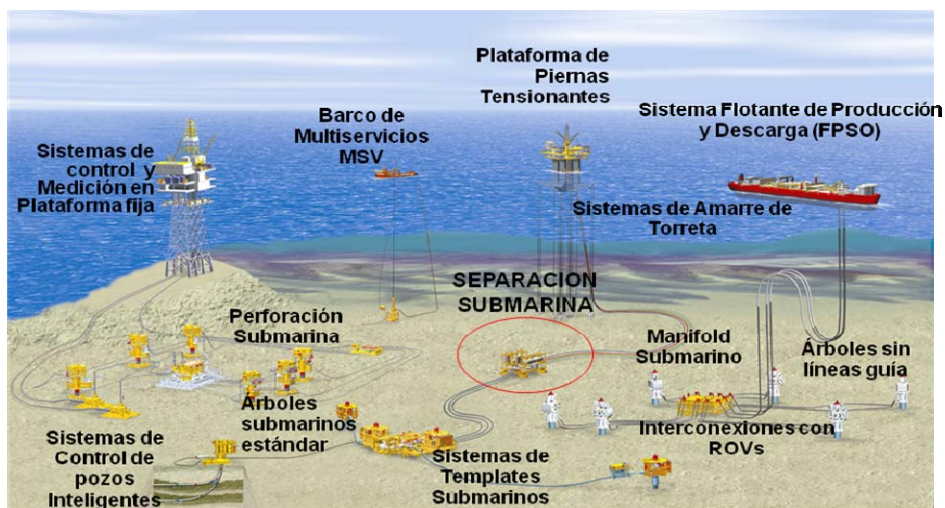 Plataforma de
Piernas
Tensionantes
Barco de
Multiservicios
MSV
Sistema Flotante de Producción
y Descarga (FPSO)
Sistemas de
control y
Medición en
Plataforma fija
Sistemas de Amarre de
Torreta
SEPARACION
SUBMARINA
Perforación
Submarina
Manifold
Submarino
Árboles sin
líneas guía
Arboles
submarinos
estándar
Interconexiones con
ROVs
Sistemas de
Control de
pozos
Inteligentes
Sistemas de
Templates
Submarinos